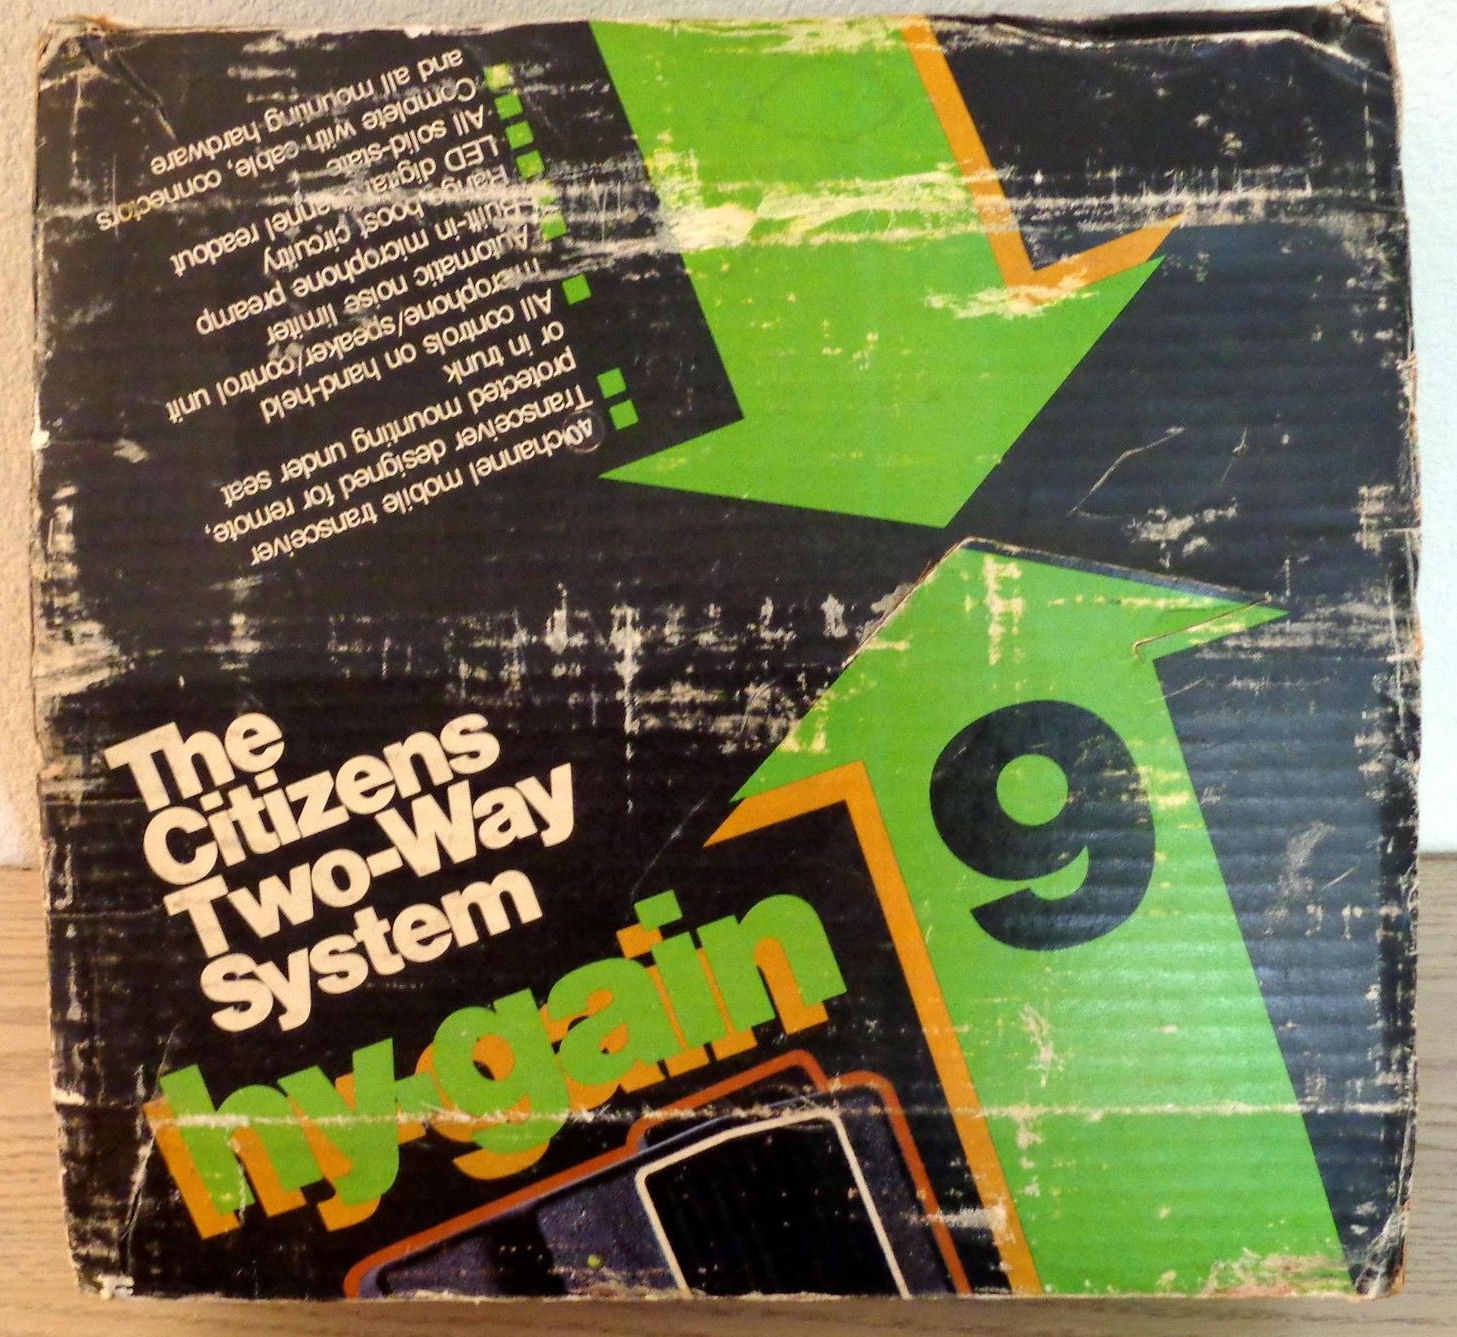 The
Citizens
Two-Way
System
hy-gain
9
40 channel mobile transceiver
Transceiver designed for remote,
protected mounting under seat
or in trunk
All controls on hand-held
microphone/speaker/control unit
Automatic noise limiter
Built-in microphone preamp
Hang boost circuitry
LED digital channel readout
All solid-state
Complete with cable, connectors
and all mounting hardware